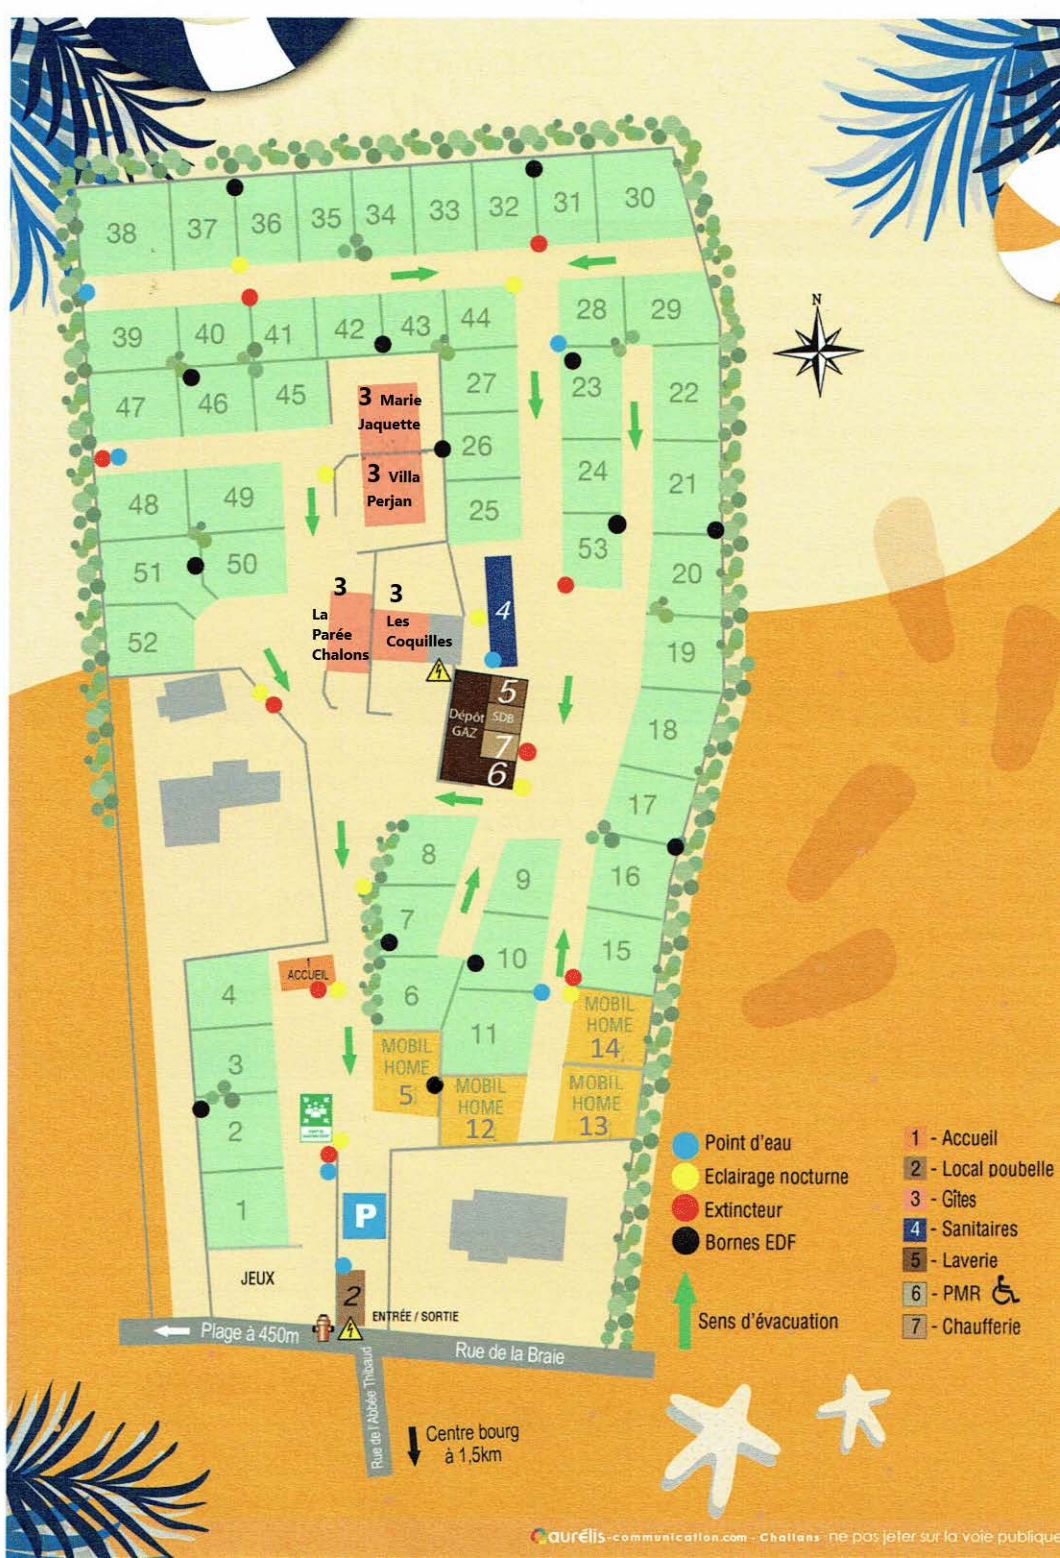 38
37
36
35
34
33
32
31
30
39
40
41
42
43
44
28
29
47
46
45
27
23
22
3 Marie
Jaquette
26
3 Villa
Perjan
24
21
48
49
25
51
50
53
20
3
La
Parée
Chalons
3
Les
Coquilles
4
52
19
5
Dépôt
GAZ
SDB
7
6
18
17
8
9
16
7
10
15
1
ACCUEIL
4
6
11
MOBIL
HOME
14
3
MOBIL
HOME
5
MOBIL
HOME
12
MOBIL
HOME
13
2
1
P
JEUX
2
ENTRÉE / SORTIE
Plage à 450m
Rue de la Braie
Rue de l'Abbée Thibaud
Centre bourg
à 1,5km
N
Point d'eau
Eclairage nocturne
Extincteur
Bornes EDF
Sens d'évacuation
1 - Accueil
2 - Local poubelle
3 - Gîtes
4 - Sanitaires
5 - Laverie
6 - PMR
7 - Chaufferie
aurélis-communication.com - Challans - ne pas jeter sur la voie publique